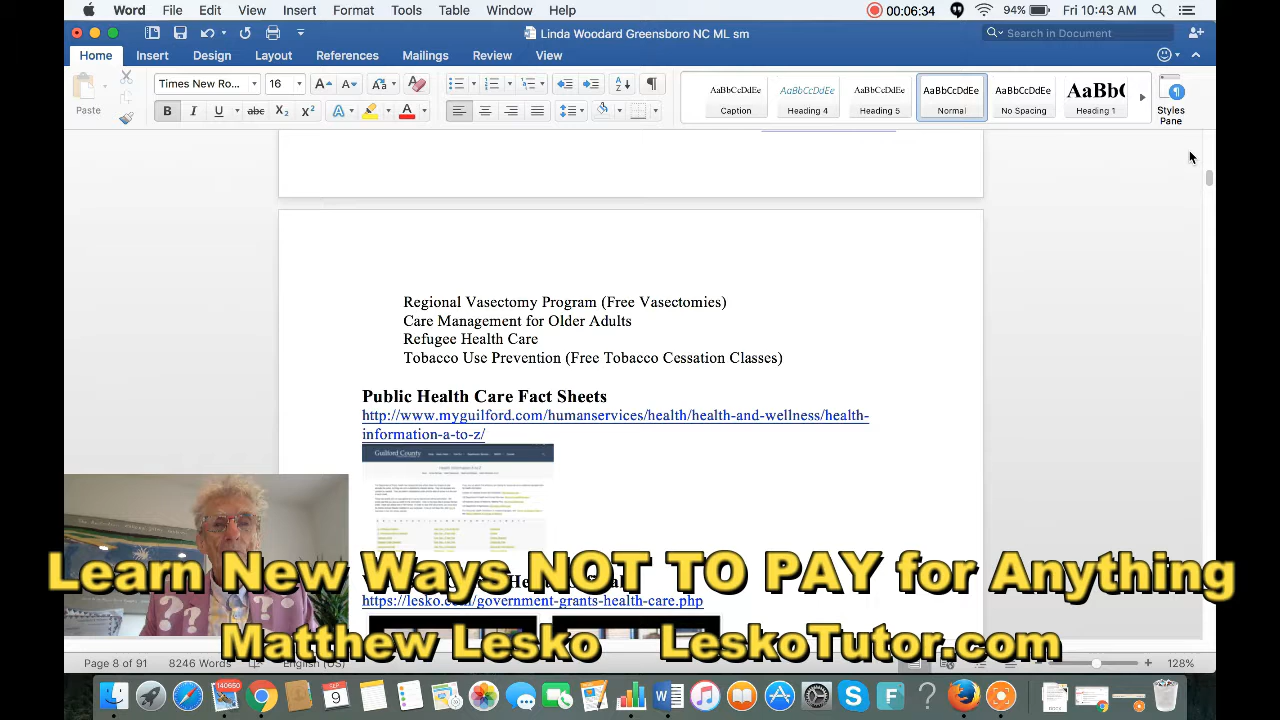 Word File Edit View Insert Format Tools Table Window Help 00:06:34 94% Fri 10:43 AM
Linda Woodard Greensboro NC ML sm
Search in Document
Home Insert Design Layout References Mailings Review View
Paste
Times New Ro... 16
B I U abc X₂ X²
AaBbCcDdEe AaBbCcDdEe AaBbCcDdEe AaBbCcDdEe AaBbCcDdEe AaBb(
Caption Heading 4 Heading 5 Normal No Spacing Heading 1
Styles
Pane
Regional Vasectomy Program (Free Vasectomies)
Care Management for Older Adults
Refugee Health Care
Tobacco Use Prevention (Free Tobacco Cessation Classes)
Public Health Care Fact Sheets
http://www.myguilford.com/humanservices/health/health-and-wellness/health-
information-a-to-z/
Guilford County
Learn New Ways NOT TO PAY for Anything
https://lesko.com/government-grants-health-care.php
Matthew Lesko LeskoTutor.com
Page 8 of 91 8246 Words English (US) 128%
140650
SEP
9